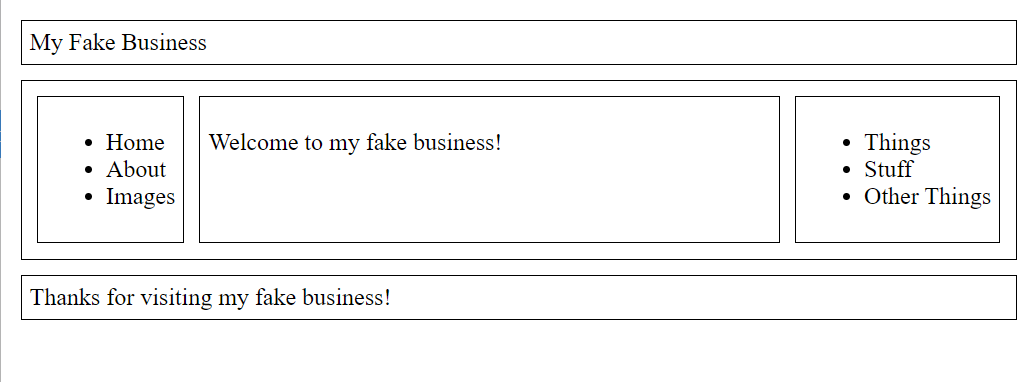 My Fake Business
Home
About
Images
Welcome to my fake business!
Things
Stuff
Other Things
Thanks for visiting my fake business!